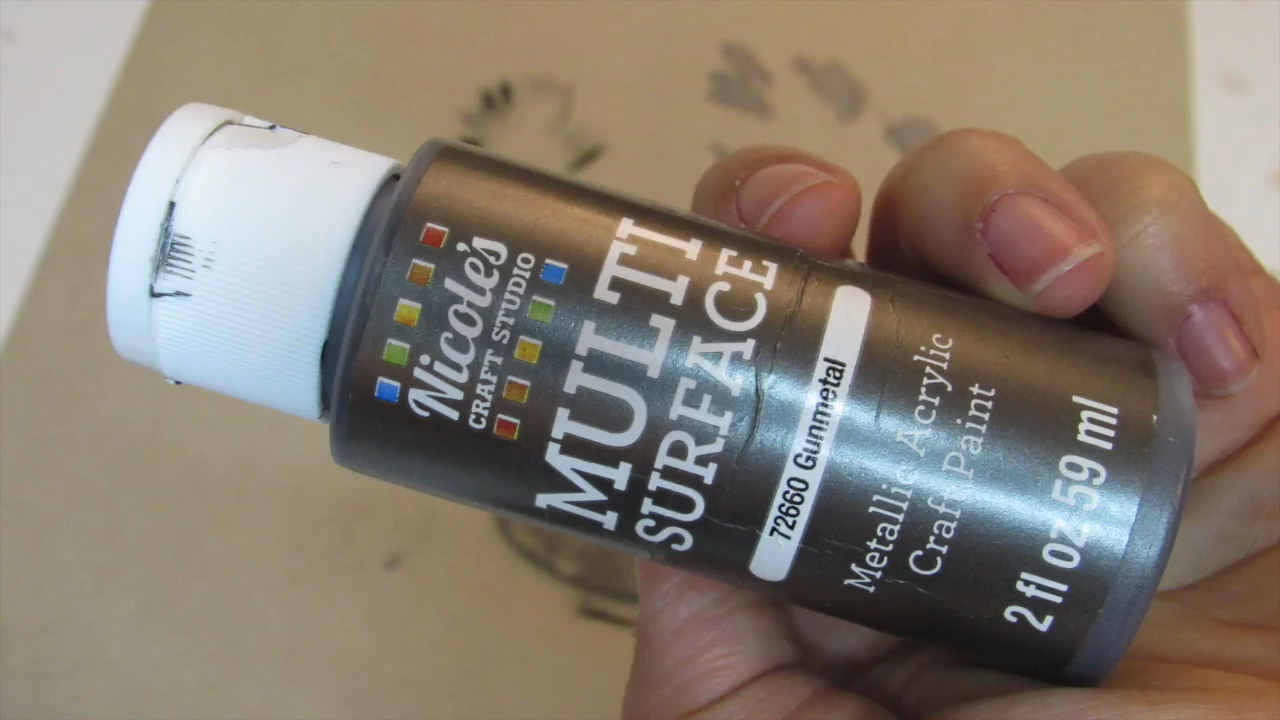 Nicole's
CRAFT STUDIO
MULTI
SURFACE
72660 Gunmetal
Metallic Acrylic
Craft Paint
2 fl oz 59 ml